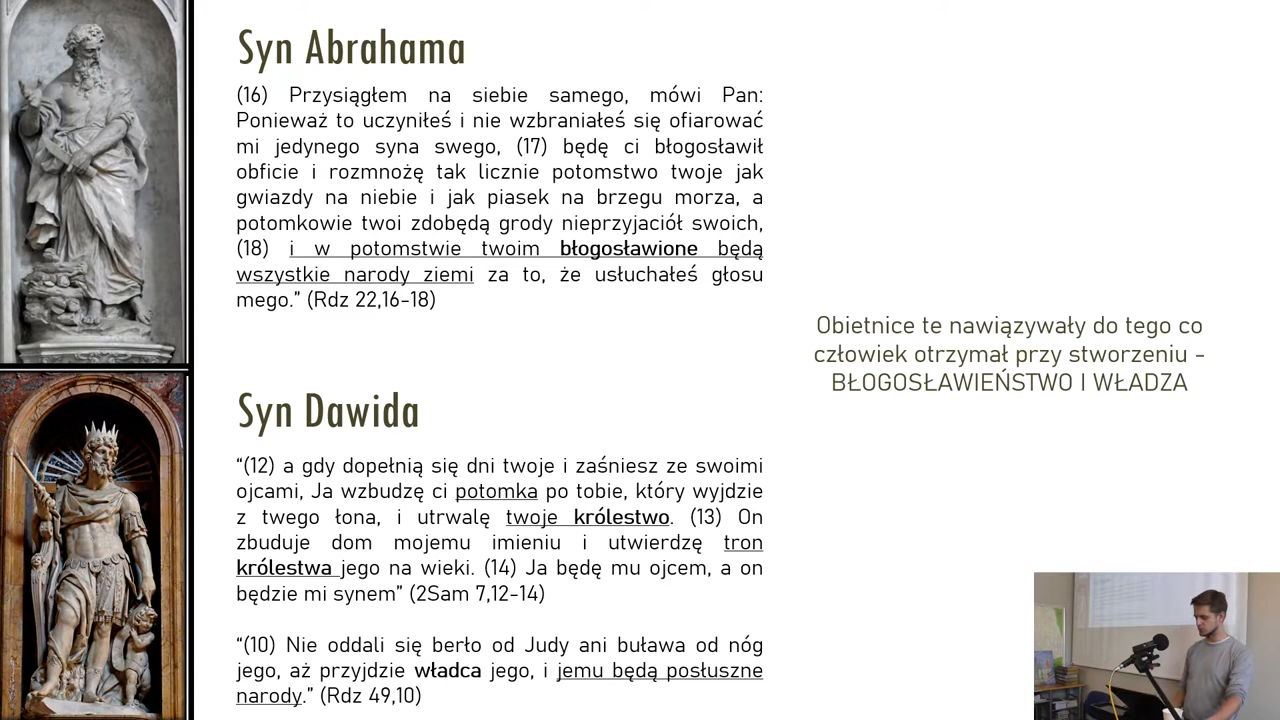 Syn Abrahama
(16) Przysiągłem na siebie samego, mówi Pan:
Ponieważ to uczyniłeś i nie wzbraniałeś się ofiarować
mi jedynego syna swego, (17) będę ci błogosławił
obficie i rozmnożę tak licznie potomstwo twoje jak
gwiazdy na niebie i jak piasek na brzegu morza, a
potomkowie twoi zdobędą grody nieprzyjaciół swoich,
(18) i w potomstwie twoim błogosławione będą
wszystkie narody ziemi za to, że usłuchałeś głosu
mego.” (Rdz 22,16-18)
Obietnice te nawiązywały do tego co
człowiek otrzymał przy stworzeniu -
BŁOGOSŁAWIEŃSTWO I WŁADZA
Syn Dawida
“(12) a gdy dopełnią się dni twoje i zaśniesz ze swoimi
ojcami, Ja wzbudzę ci potomka po tobie, który wyjdzie
z twego łona, i utrwalę twoje królestwo. (13) On
zbuduje dom mojemu imieniu i utwierdzę tron
królestwa jego na wieki. (14) Ja będę mu ojcem, a on
będzie mi synem” (2Sam 7,12-14)
“(10) Nie oddali się berło od Judy ani buława od nóg
jego, aż przyjdzie władca jego, i jemu będą posłuszne
narody.” (Rdz 49,10)